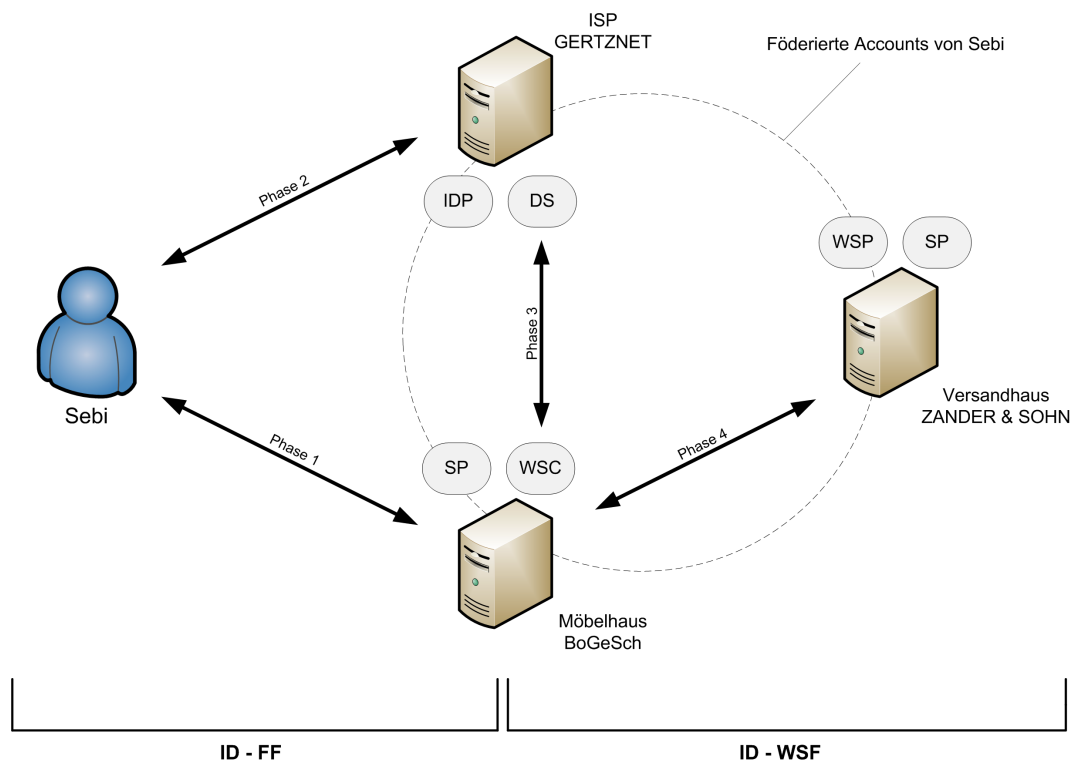 ISP
GERTZNET
Föderierte Accounts von Sebi
Phase 2
IDP
DS
WSP
SP
Phase 3
Sebi
Versandhaus
ZANDER & SOHN
Phase 1
SP
WSC
Phase 4
Möbelhaus
BoGeSch
ID - FF
ID - WSF